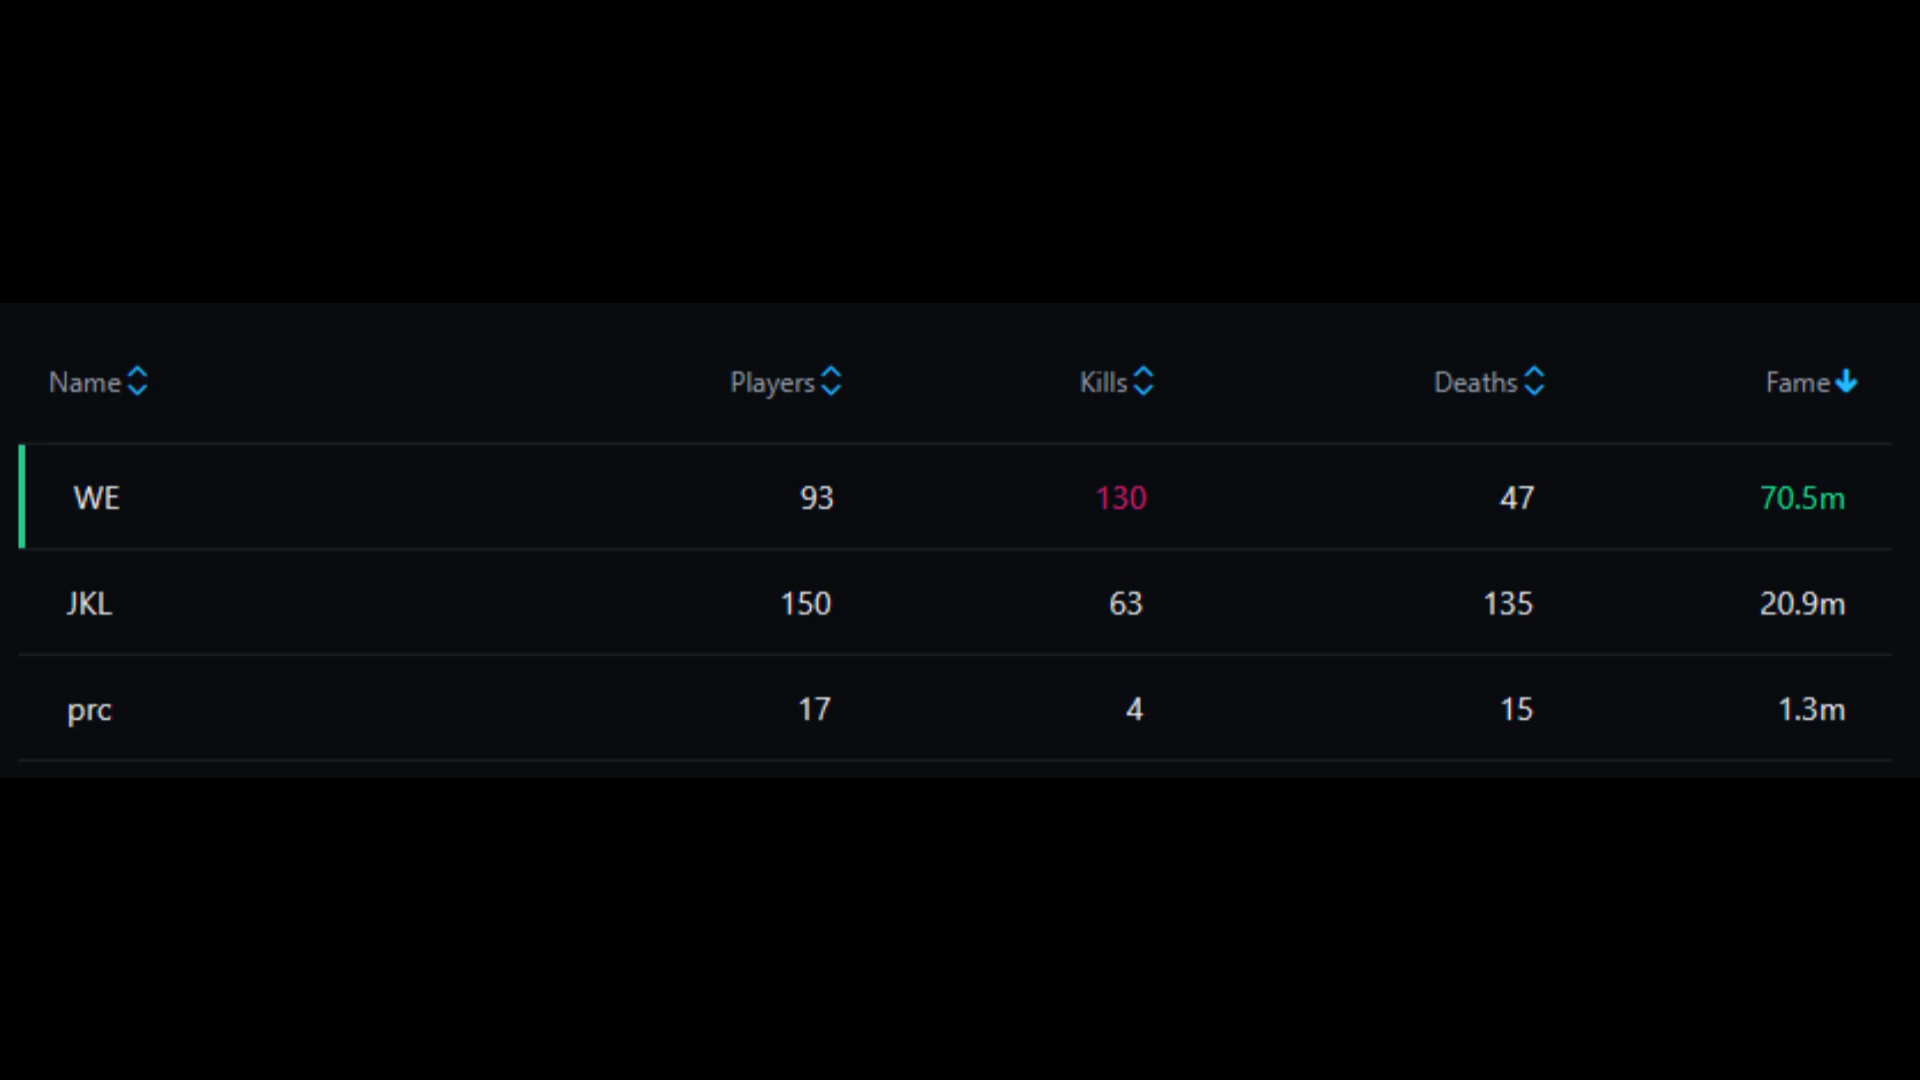 Name Players Kills Deaths Fame
WE 93 130 47 70.5m
JKL 150 63 135 20.9m
prc 17 4 15 1.3m